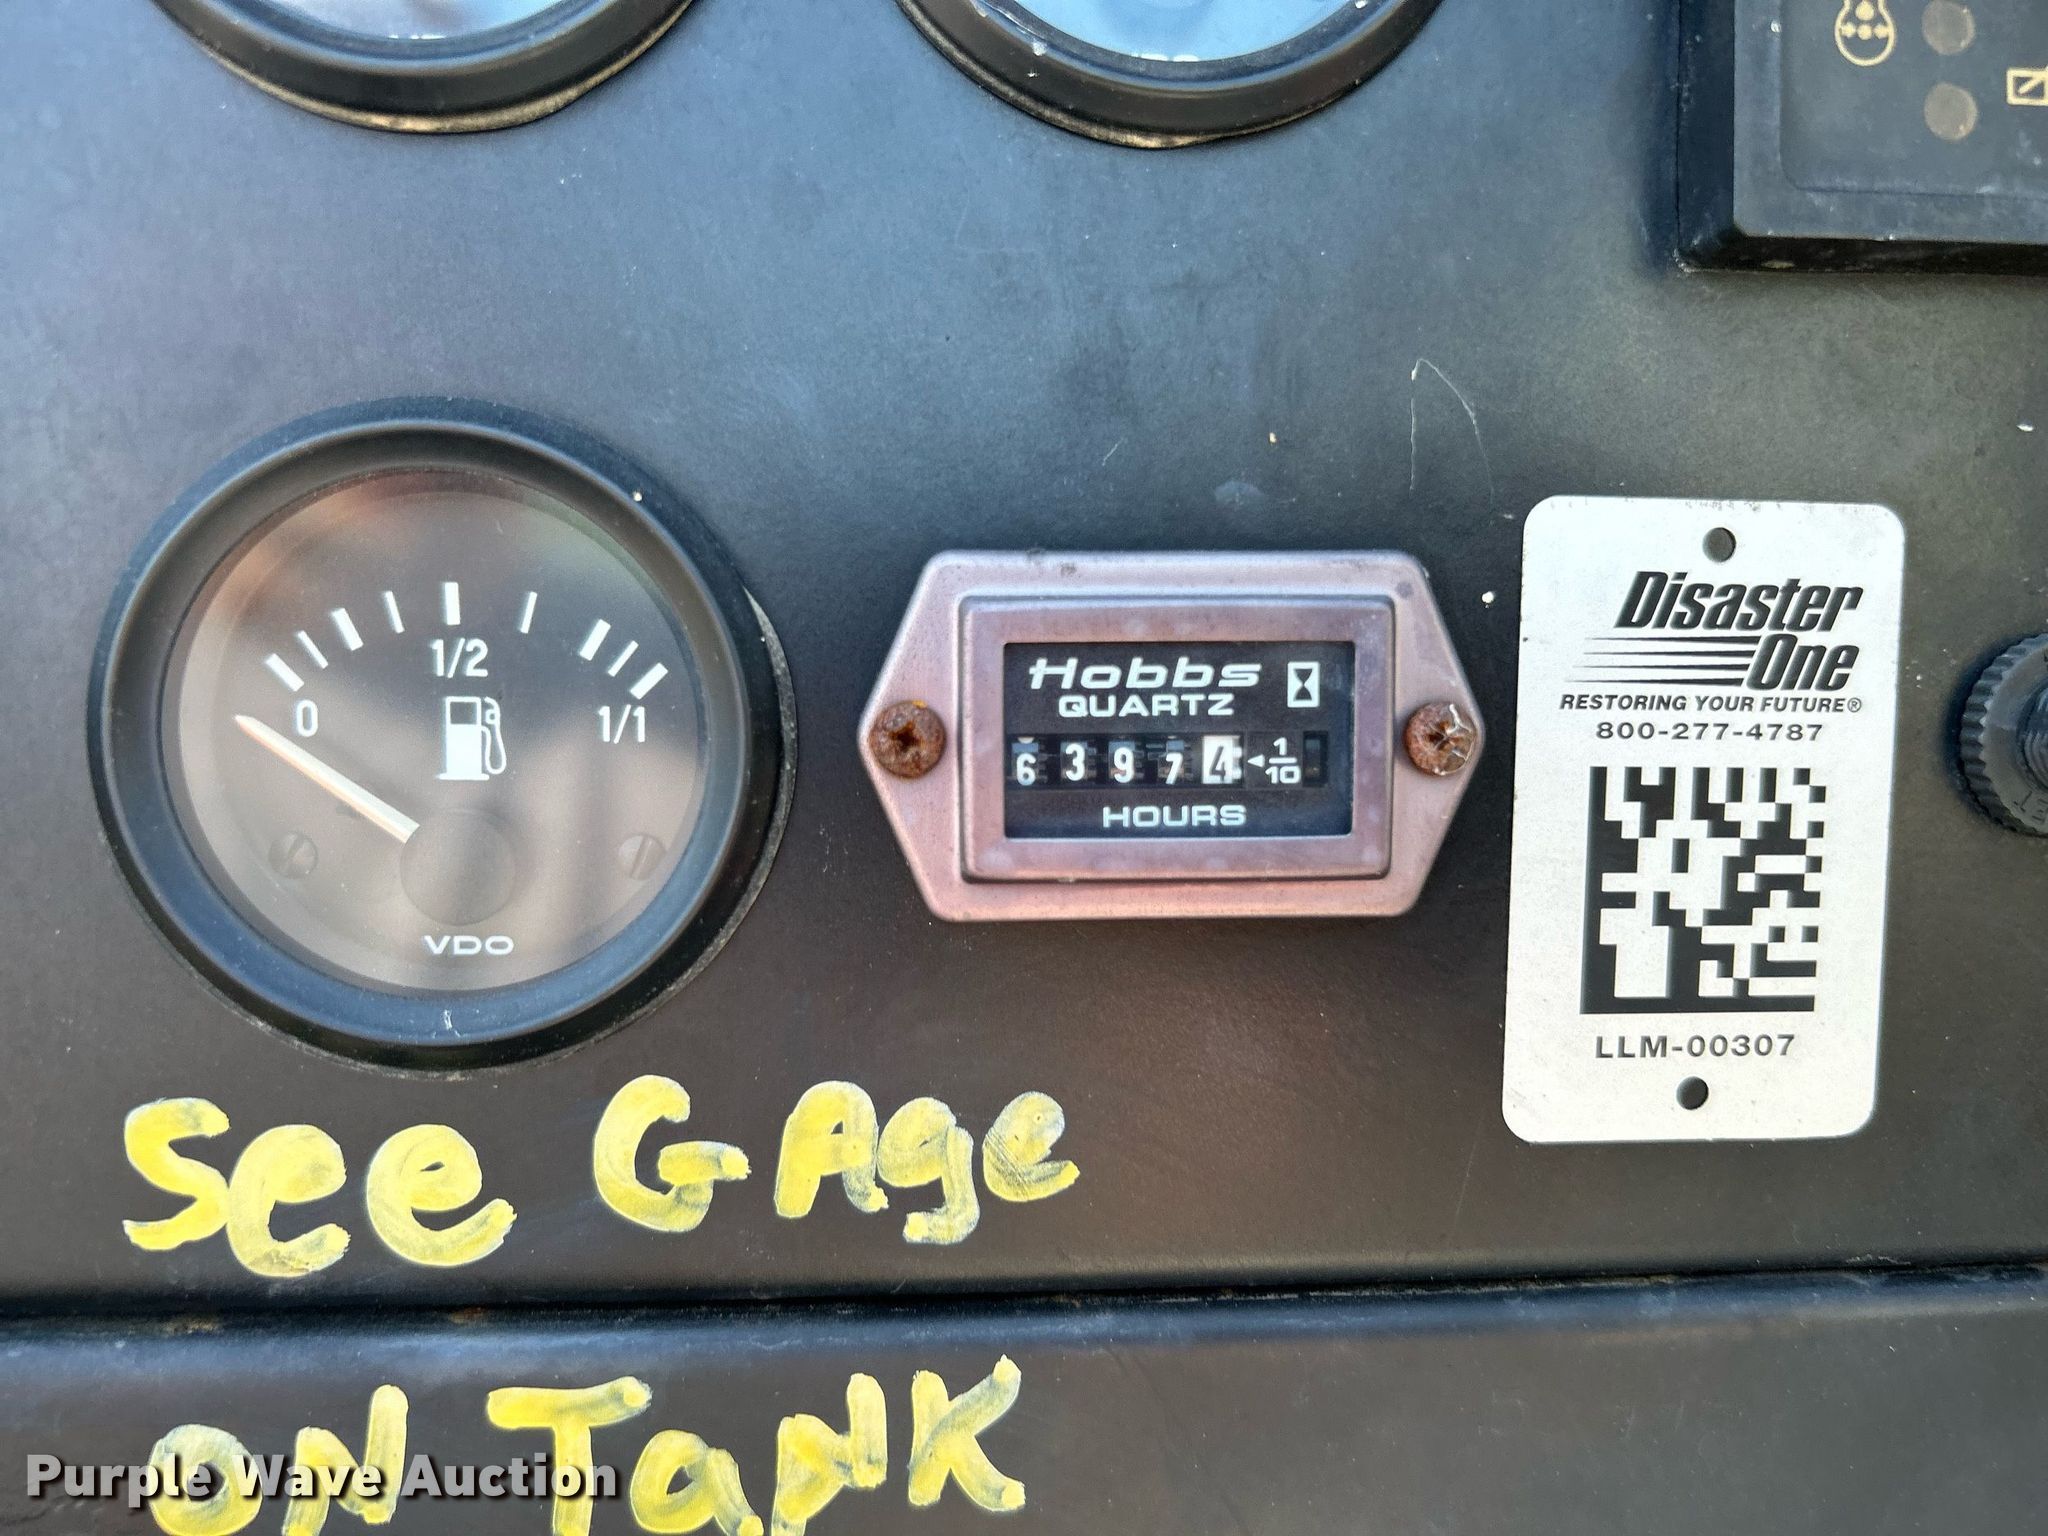 0
1/2
1/1
VDO
Hobbs
QUARTZ
6 3 9 7 4 1/10
HOURS
Disaster
One
RESTORING YOUR FUTURE®
800-277-4787
LLM-00307
See GAge
ON TANK
Purple Wave Auction